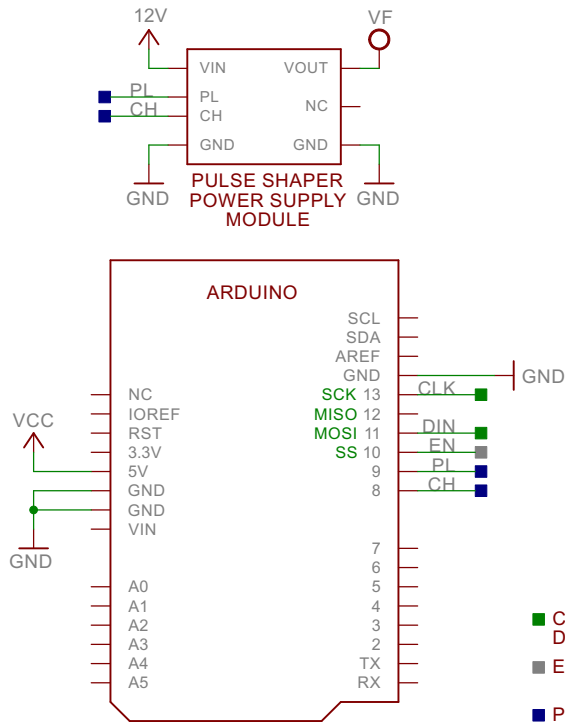 12V
VF
VIN
VOUT
PL
PL
NC
CH
CH
GND
GND
GND
GND
PULSE SHAPER
POWER SUPPLY
MODULE
ARDUINO
SCL
SDA
AREF
GND
GND
NC
SCK 13
CLK
IOREF
MISO 12
VCC
RST
MOSI 11
DIN
3.3V
SS 10
EN
5V
9
PL
GND
8
CH
GND
VIN
GND
7
6
A0
5
A1
4
A2
3
A3
2
A4
TX
A5
RX
C
D
E
P